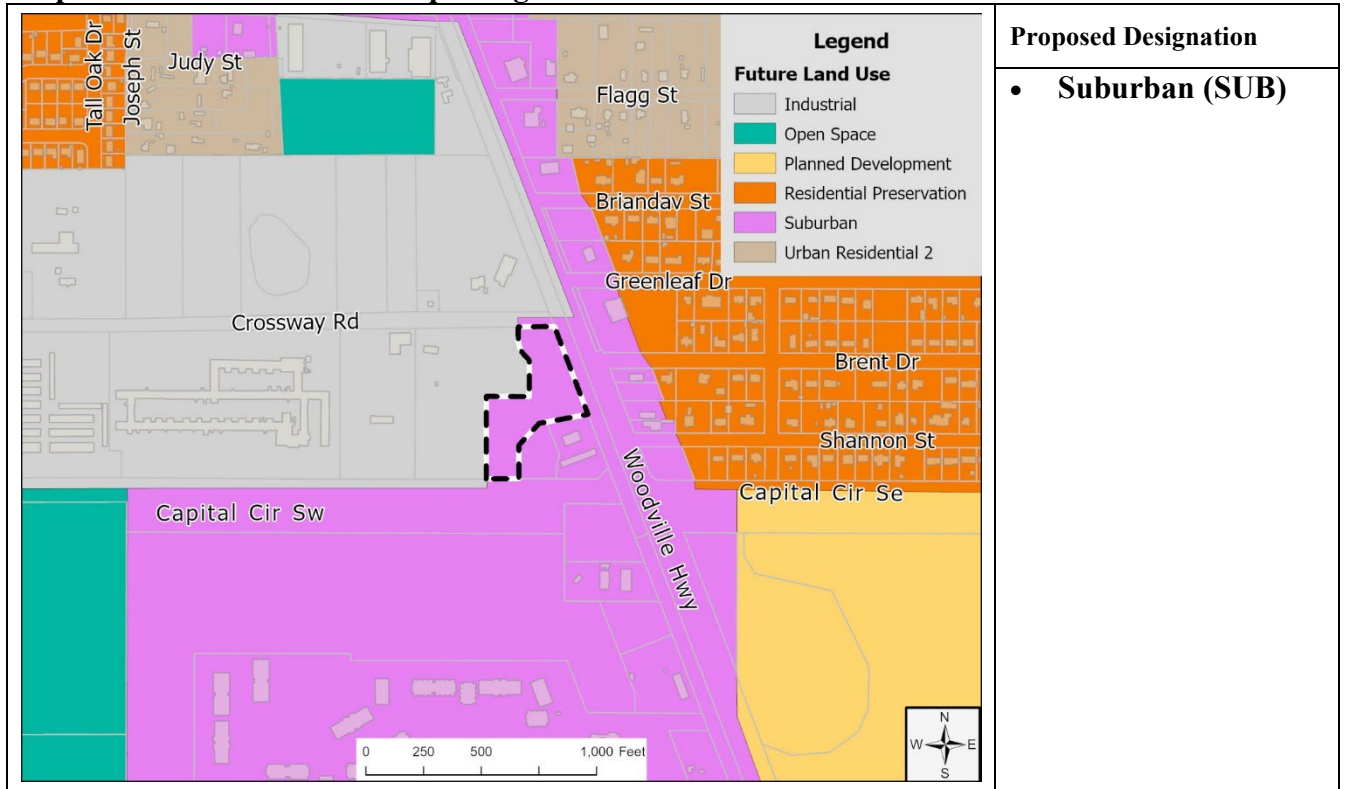 Legend
Future Land Use
Industrial
Open Space
Planned Development
Residential Preservation
Suburban
Urban Residential 2
Tall Oak Dr
Joseph St
Judy St
Flagg St
Briandav St
Greenleaf Dr
Crossway Rd
Brent Dr
Shannon St
Woodville Hwy
Capital Cir Sw
Capital Cir Se
0 250 500 1,000 Feet
N
W E
S
Proposed Designation
• Suburban (SUB)